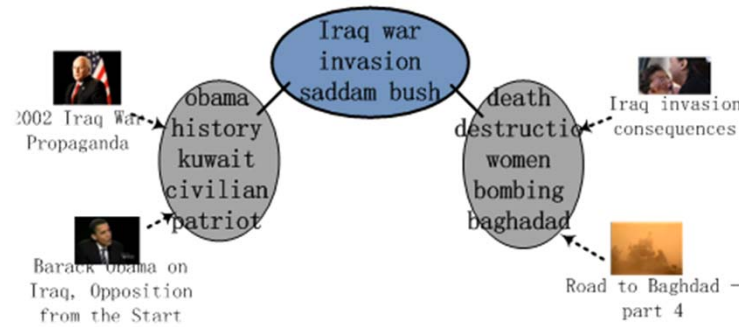 Iraq war
invasion
saddam bush
obama
history
kuwait
civilian
patriot
death
destructio
women
bombing
baghadad
2002 Iraq War
Propaganda
Barack Obama on
Iraq, Opposition
from the Start
Iraq invasion
consequences
Road to Baghdad -
part 4